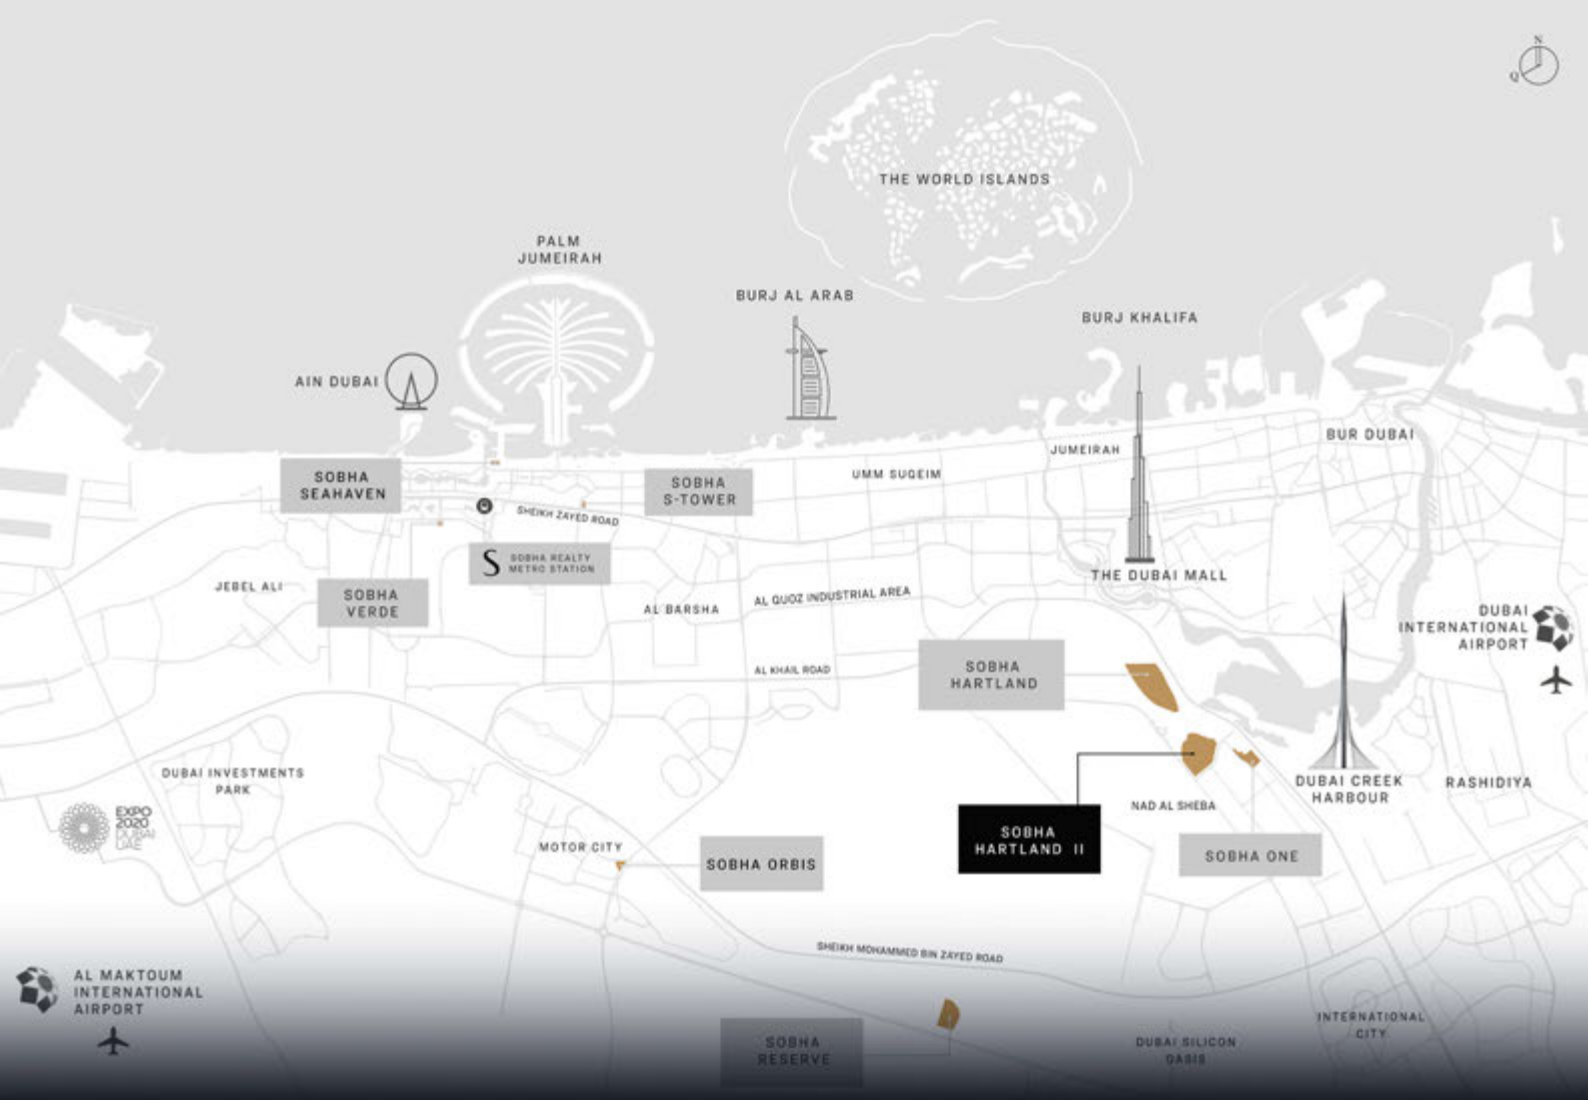 N
Q
THE WORLD ISLANDS
PALM
JUMEIRAH
BURJ AL ARAB
BURJ KHALIFA
AIN DUBAI
BUR DUBAI
JUMEIRAH
UMM SUQEIM
SOBHA
SEAHAVEN
SOBHA
S-TOWER
SHEIKH ZAYED ROAD
S
SOBHA REALTY
METRO STATION
THE DUBAI MALL
JEBEL ALI
SOBHA
VERDE
AL BARSHA
AL QUOZ INDUSTRIAL AREA
DUBAI
INTERNATIONAL
AIRPORT
AL KHAIL ROAD
SOBHA
HARTLAND
DUBAI INVESTMENTS
PARK
DUBAI CREEK
HARBOUR
RASHIDIYA
NAD AL SHEBA
EXPO
2020
DUBAI
UAE
MOTOR CITY
SOBHA ORBIS
SOBHA
HARTLAND II
SOBHA ONE
SHEIKH MOHAMMED BIN ZAYED ROAD
AL MAKTOUM
INTERNATIONAL
AIRPORT
SOBHA
RESERVE
DUBAI SILICON
OASIS
INTERNATIONAL
CITY